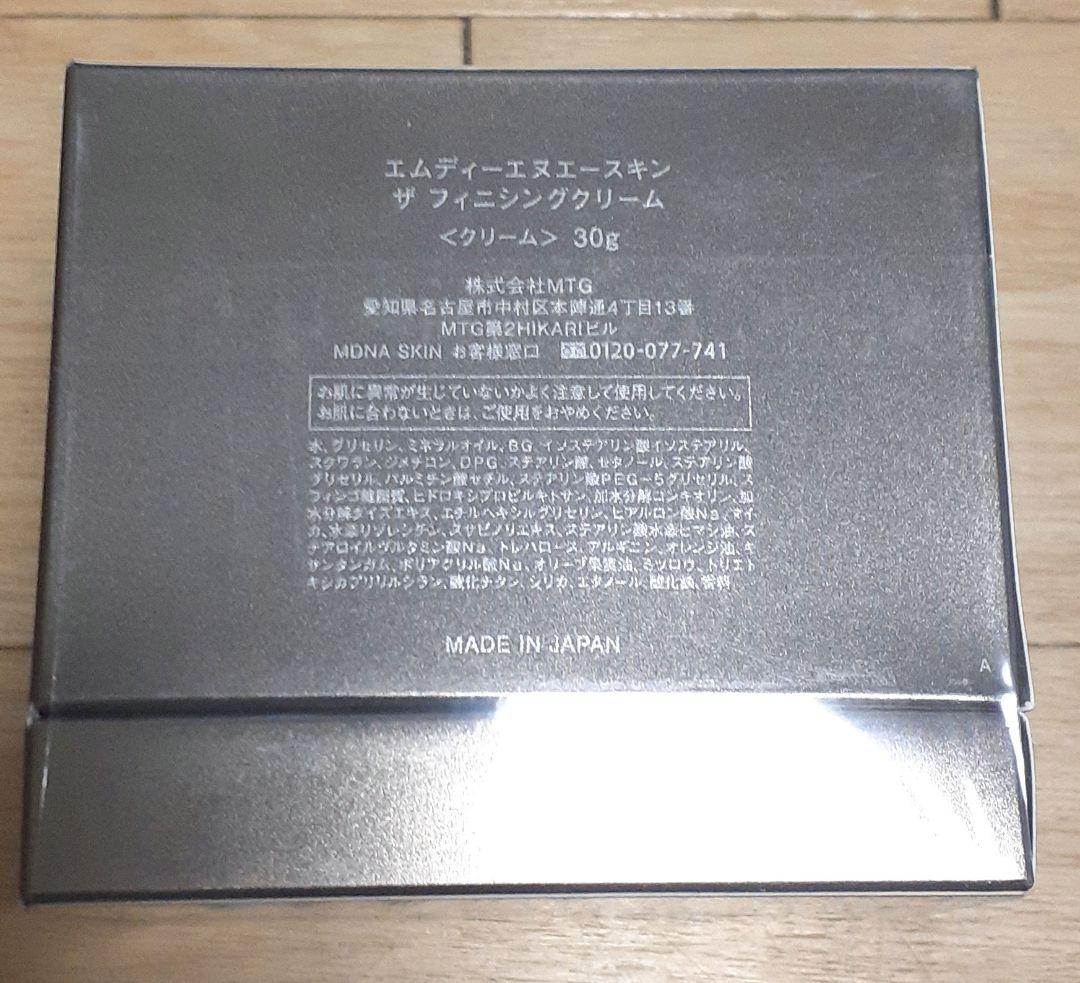 エムディーエヌエースキン
ザ フィニシングクリーム
<クリーム> 30g
株式会社MTG
愛知県名古屋市中村区本陣通4丁目13番
MTG第2HIKARIビル
MDNA SKIN お客様窓口 0120-077-741
お肌に異常が生じていないかよく注意して使用してください。
お肌に合わないときは、ご使用をおやめください。
水、グリセリン、ミネラルオイル、BG、イソステアリン酸イソステアリル、
スクワラン、ジメチコン、DPG、ステアリン酸、セタノール、ステアリン酸
グリセリル、パルミチン酸セチル、ステアリン酸PEG-5グリセリル、ス
フィンゴ糖脂質、ヒドロキシプロピルキトサン、加水分解コンキオリン、加
水分解ダイズエキス、エチルヘキシルグリセリン、ヒアルロン酸Na、マイ
カ、水添リゾレシチン、スサビノリエキス、ステアリン酸水添ヒマシ油、ス
テアロイルグルタミン酸Na、トレハロース、アルギニン、オレンジ油、キ
サンタンガム、ポリアクリル酸Na、オリーブ果実油、ミツロウ、トリエト
キシカプリリルシラン、酸化チタン、シリカ、エタノール、酸化鉄、香料
MADE IN JAPAN
A